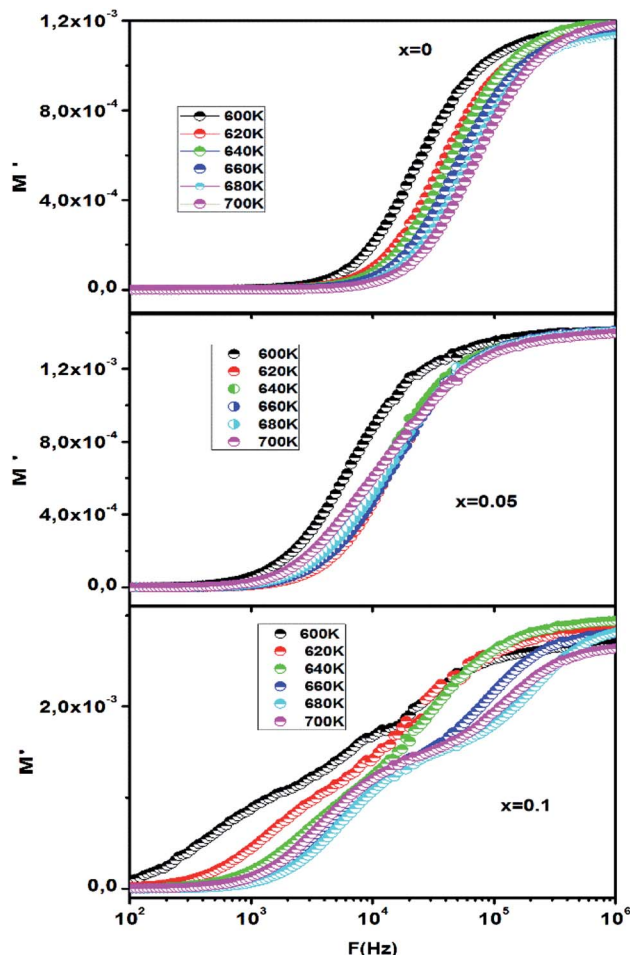 1,2x10⁻³
x=0
8,0x10⁻⁴
600K
620K
640K
660K
680K
700K
M '
4,0x10⁻⁴
0,0
1,2x10⁻³
600K
620K
640K
660K
680K
700K
8,0x10⁻⁴
M '
x=0.05
4,0x10⁻⁴
0,0
600K
620K
640K
660K
680K
700K
2,0x10⁻³
M'
x=0.1
0,0
10² 10³ 10⁴ 10⁵ 10⁶
F(Hz)